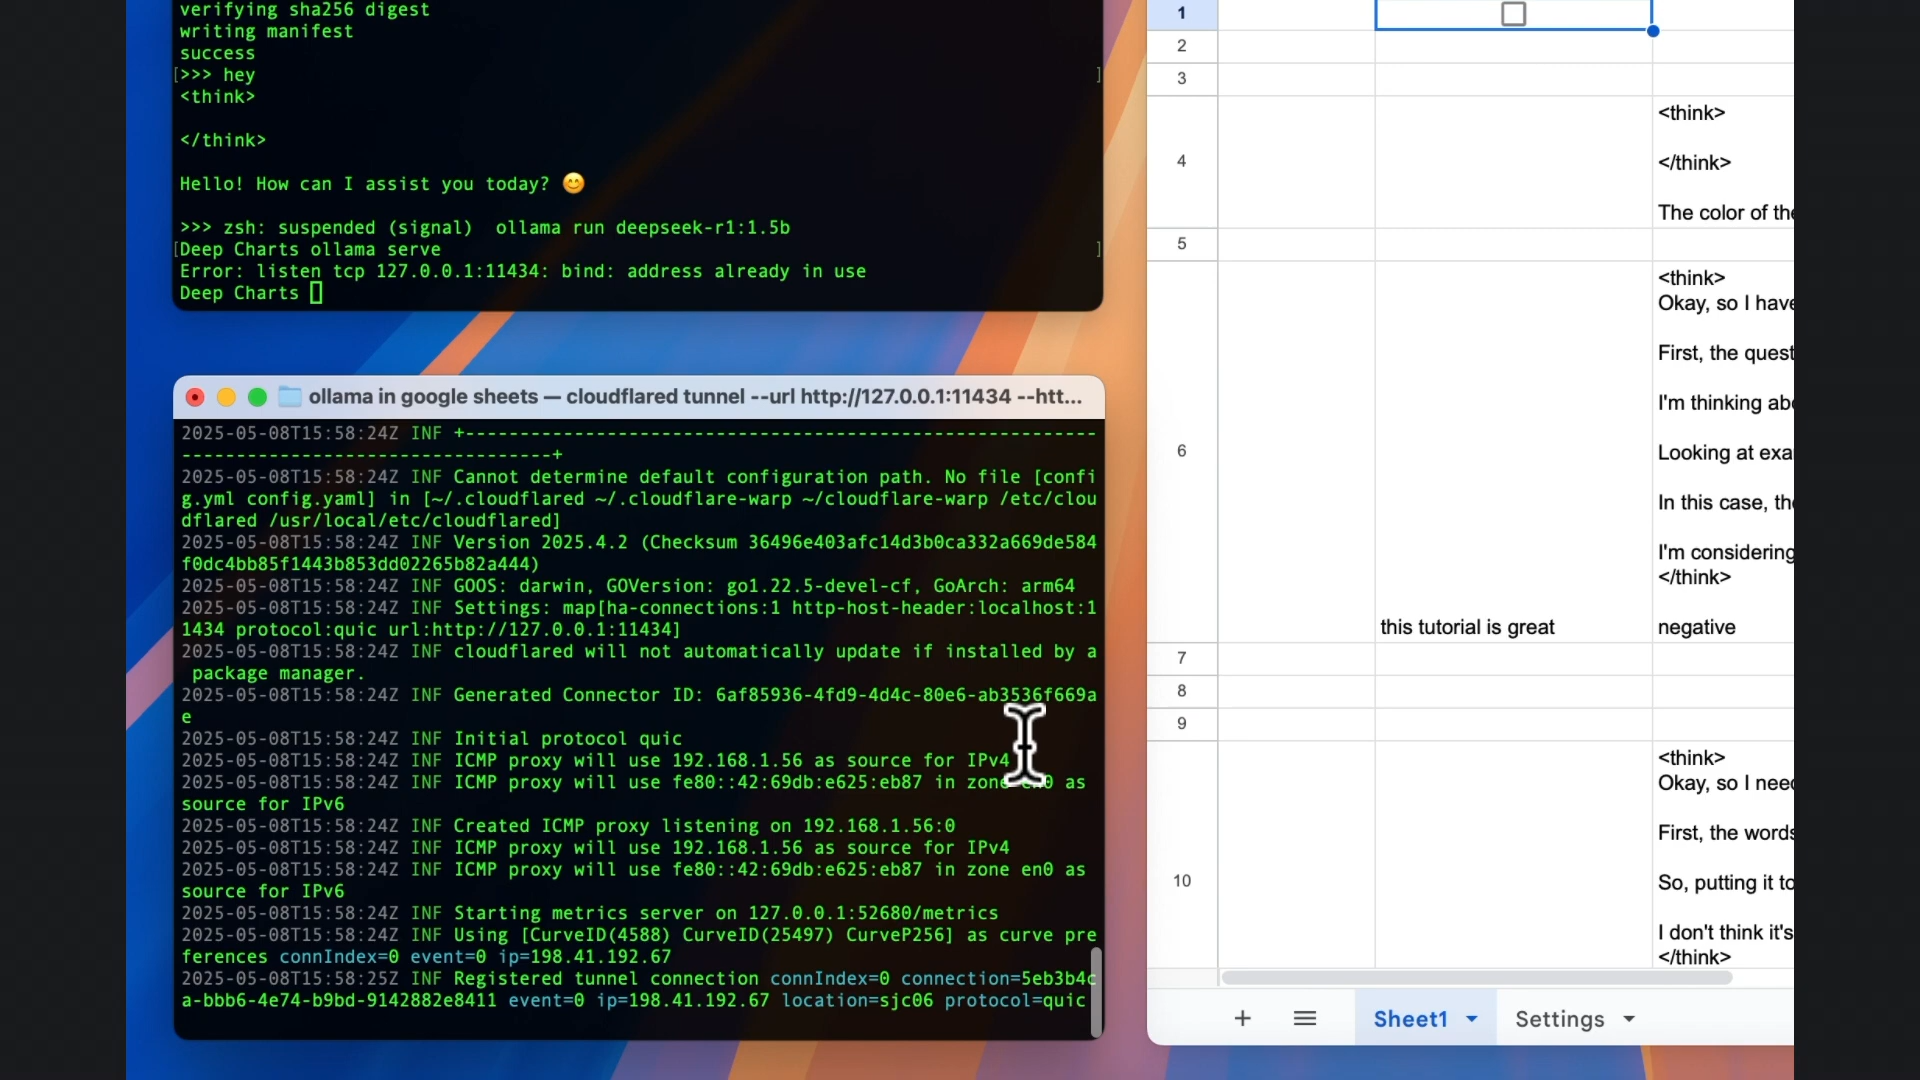 verifying sha256 digest
writing manifest
success
[>>> hey ]
<think>
</think>
Hello! How can I assist you today? 😊
>>> zsh: suspended (signal)  ollama run deepseek-r1:1.5b
[Deep Charts ollama serve ]
Error: listen tcp 127.0.0.1:11434: bind: address already in use
Deep Charts
ollama in google sheets — cloudflared tunnel --url http://127.0.0.1:11434 --htt...
2025-05-08T15:58:24Z INF +----------------------------------------------------------
----------------------------------+
2025-05-08T15:58:24Z INF Cannot determine default configuration path. No file [confi
g.yml config.yaml] in [~/.cloudflared ~/.cloudflare-warp ~/cloudflare-warp /etc/clou
dflared /usr/local/etc/cloudflared]
2025-05-08T15:58:24Z INF Version 2025.4.2 (Checksum 36496e403afc14d3b0ca332a669de584
f0dc4bb85f1443b853dd02265b82a444)
2025-05-08T15:58:24Z INF GOOS: darwin, GOVersion: go1.22.5-devel-cf, GoArch: arm64
2025-05-08T15:58:24Z INF Settings: map[ha-connections:1 http-host-header:localhost:1
1434 protocol:quic url:http://127.0.0.1:11434]
2025-05-08T15:58:24Z INF cloudflared will not automatically update if installed by a
package manager.
2025-05-08T15:58:24Z INF Generated Connector ID: 6af85936-4fd9-4d4c-80e6-ab3536f669a
e
2025-05-08T15:58:24Z INF Initial protocol quic
2025-05-08T15:58:24Z INF ICMP proxy will use 192.168.1.56 as source for IPv4
2025-05-08T15:58:24Z INF ICMP proxy will use fe80::42:69db:e625:eb87 in zone en0 as
source for IPv6
2025-05-08T15:58:24Z INF Created ICMP proxy listening on 192.168.1.56:0
2025-05-08T15:58:24Z INF ICMP proxy will use 192.168.1.56 as source for IPv4
2025-05-08T15:58:24Z INF ICMP proxy will use fe80::42:69db:e625:eb87 in zone en0 as
source for IPv6
2025-05-08T15:58:24Z INF Starting metrics server on 127.0.0.1:52680/metrics
2025-05-08T15:58:24Z INF Using [CurveID(4588) CurveID(25497) CurveP256] as curve pre
ferences connIndex=0 event=0 ip=198.41.192.67
2025-05-08T15:58:25Z INF Registered tunnel connection connIndex=0 connection=5eb3b4c
a-bbb6-4e74-b9bd-9142882e8411 event=0 ip=198.41.192.67 location=sjc06 protocol=quic
1
2
3
4
<think>
</think>
The color of the
5
6
<think>
Okay, so I have
First, the quest
I'm thinking abo
Looking at exa
In this case, the
I'm considering
</think>
this tutorial is great
negative
7
8
9
10
<think>
Okay, so I need
First, the words
So, putting it to
I don't think it's
</think>
+ Sheet1 Settings